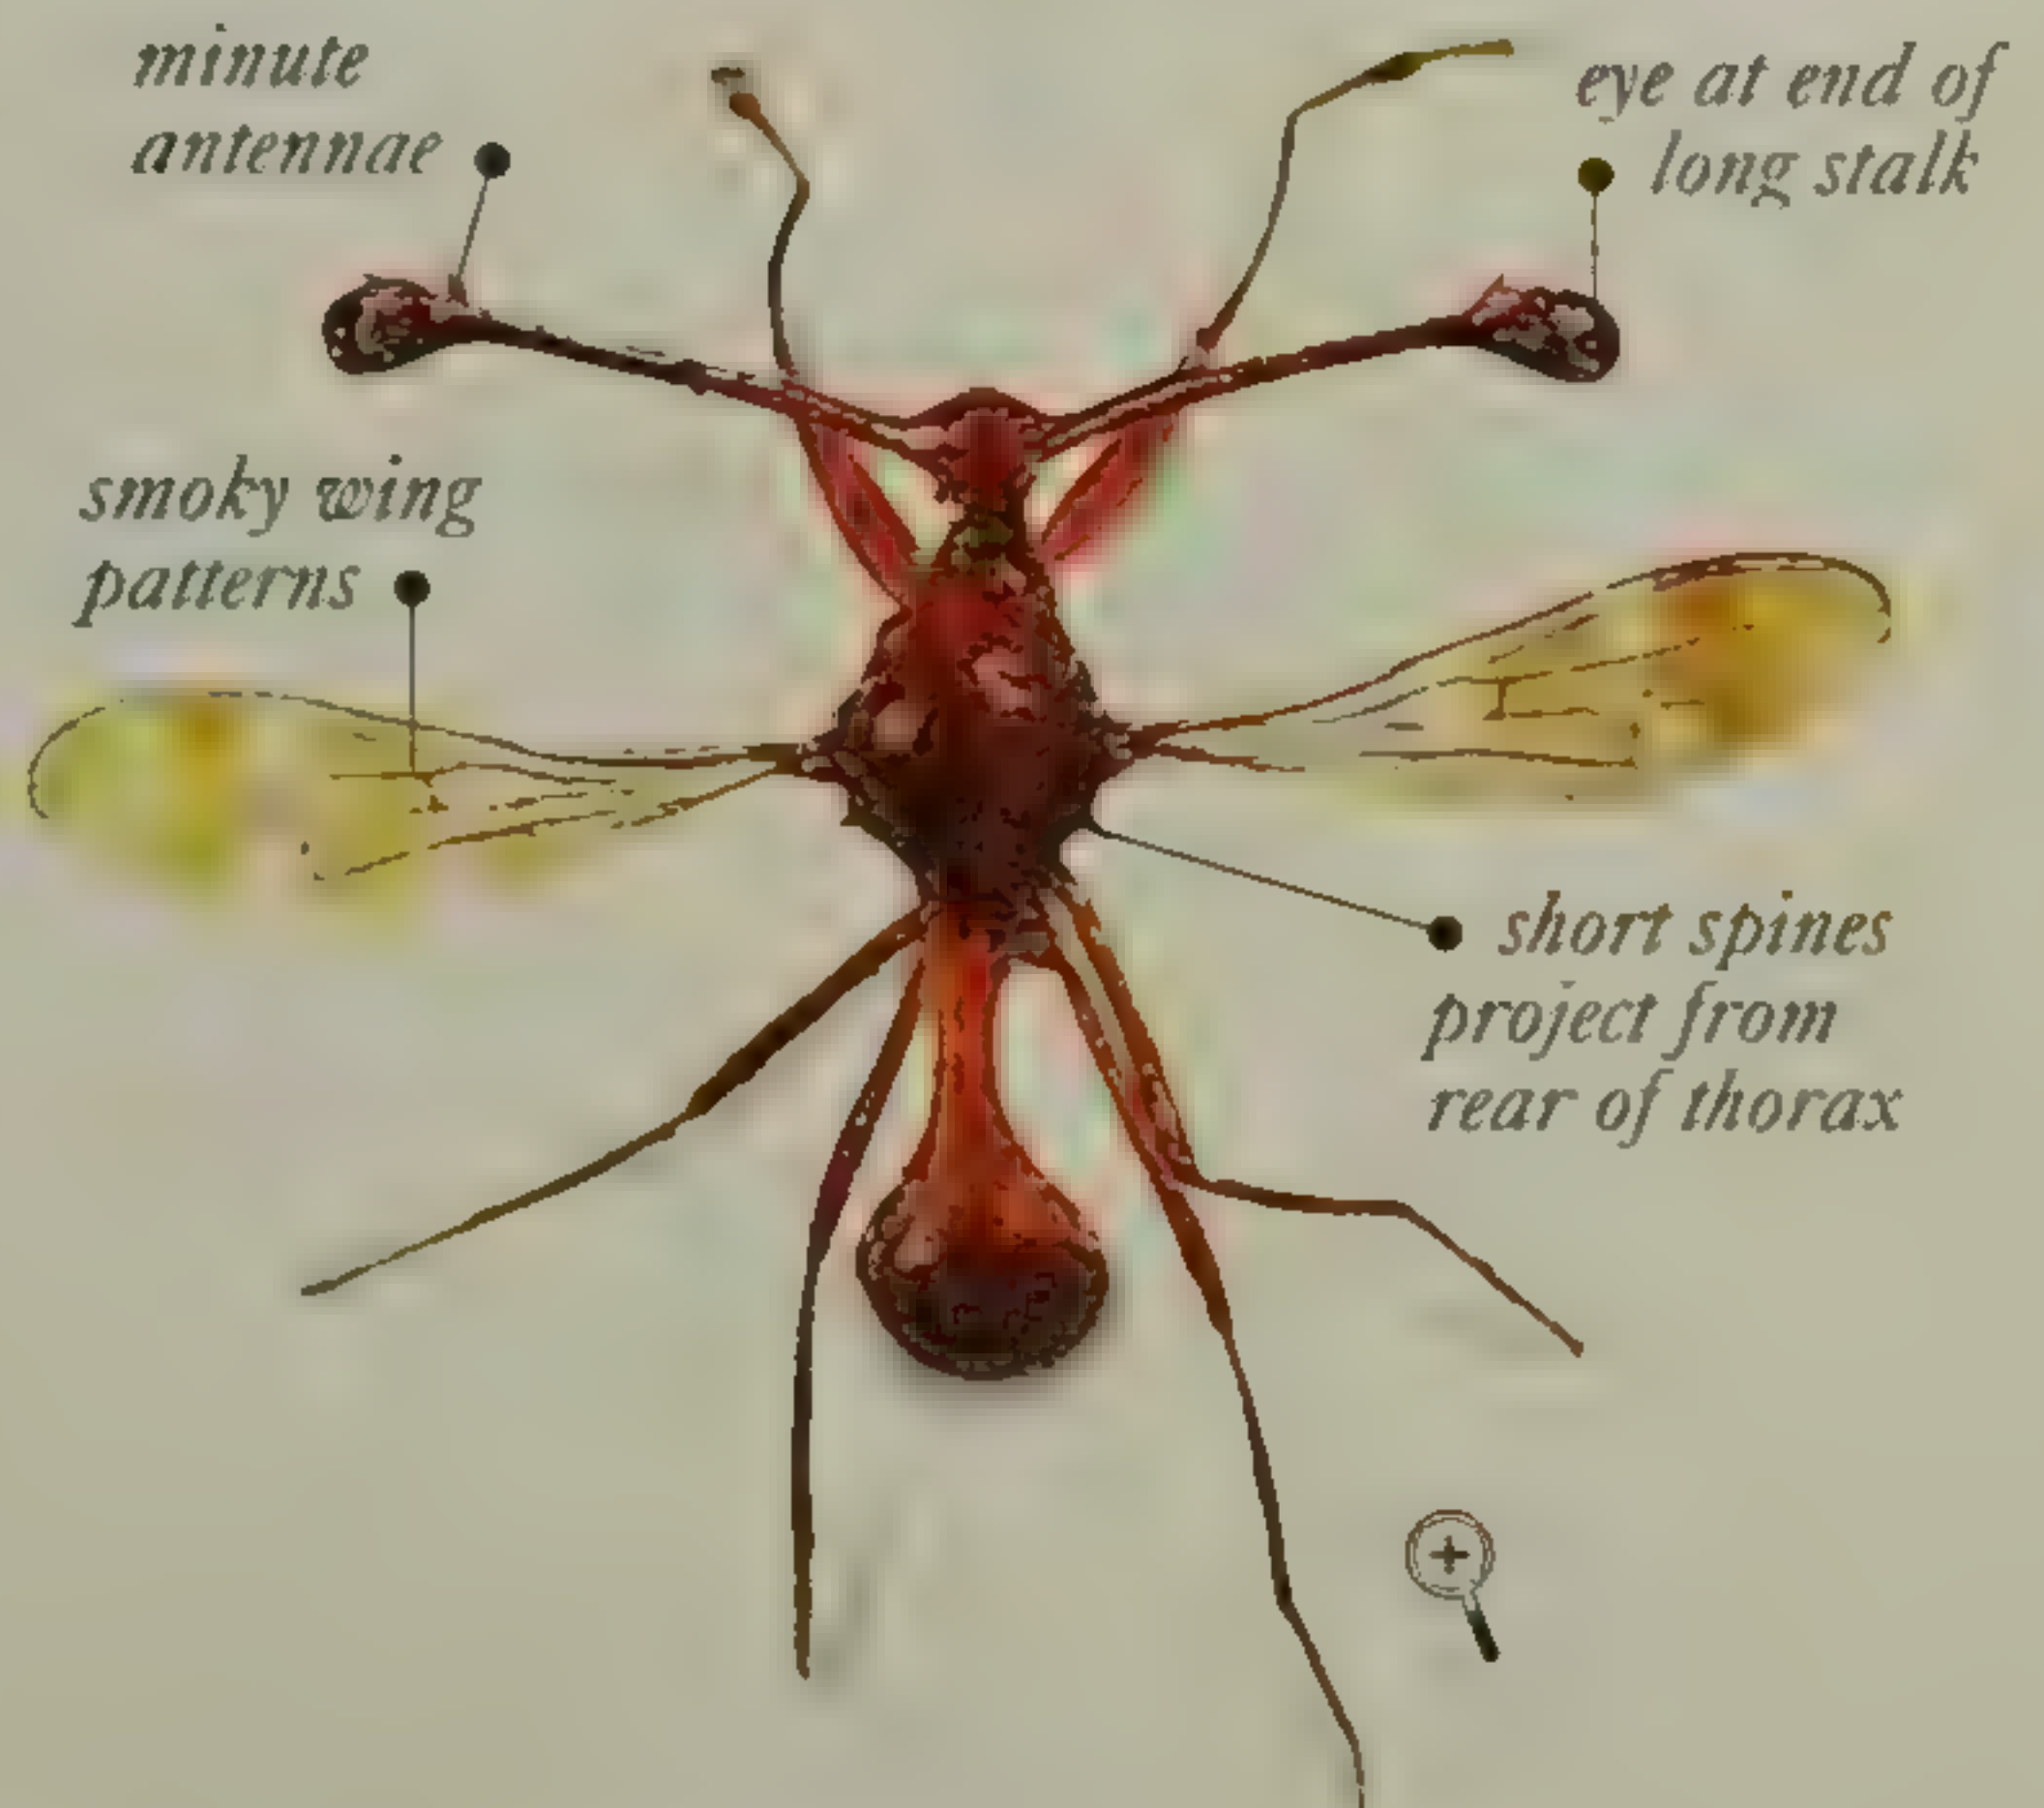 minute
antennae
eye at end of
long stalk
smoky wing
patterns
short spines
project from
rear of thorax